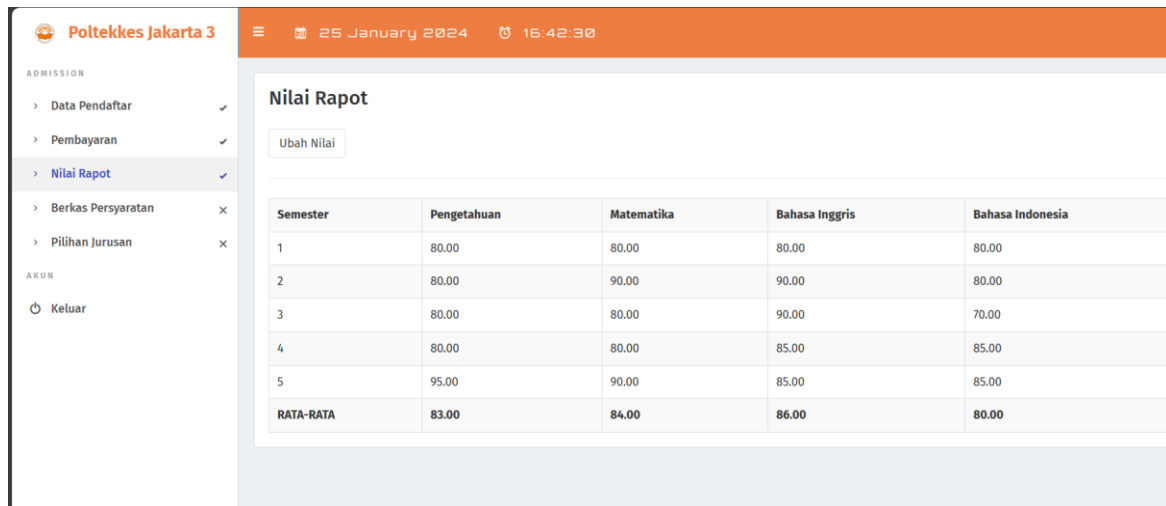 Poltekkes Jakarta 3
25 January 2024 16:42:30
ADMISSION
Data Pendaftar
Pembayaran
Nilai Rapot
Berkas Persyaratan
Pilihan Jurusan
AKUN
Keluar
Nilai Rapot
Ubah Nilai
Semester Pengetahuan Matematika Bahasa Inggris Bahasa Indonesia
1 80.00 80.00 80.00 80.00
2 80.00 90.00 90.00 80.00
3 80.00 80.00 90.00 70.00
4 80.00 80.00 85.00 85.00
5 95.00 90.00 85.00 85.00
RATA-RATA 83.00 84.00 86.00 80.00